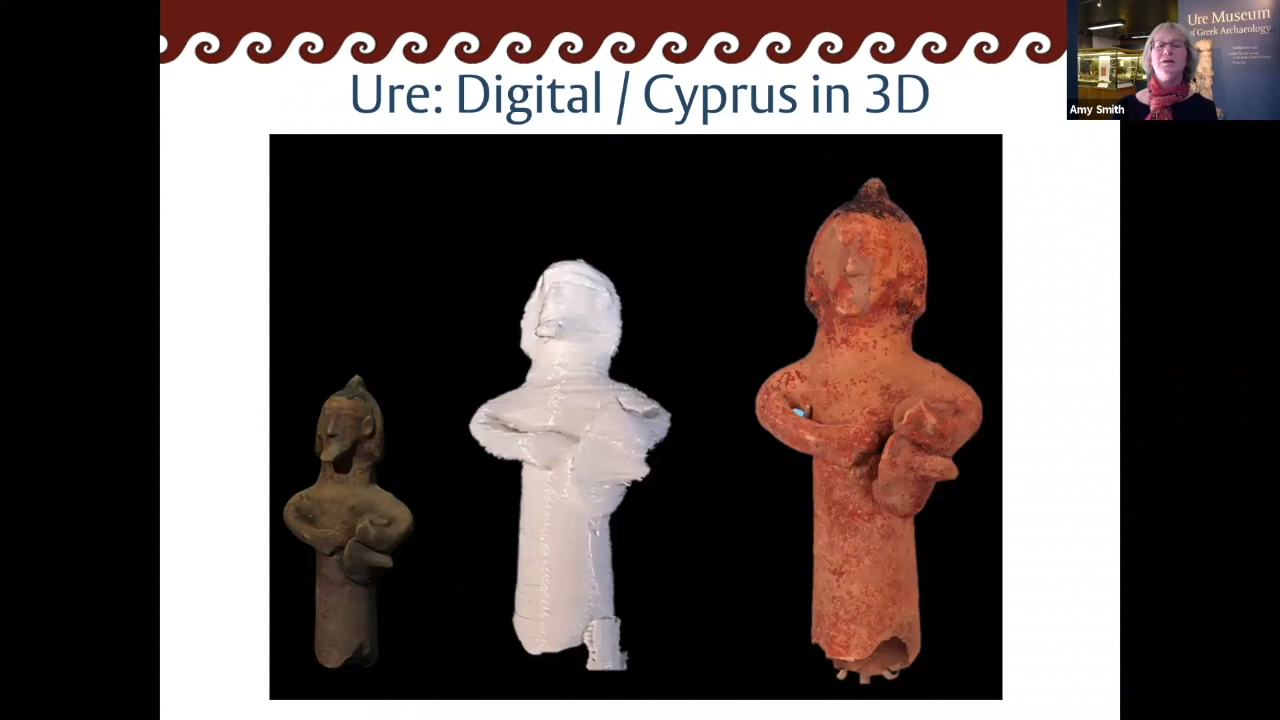 Ure: Digital / Cyprus in 3D
Ure Museum
of Greek Archaeology
Amy Smith